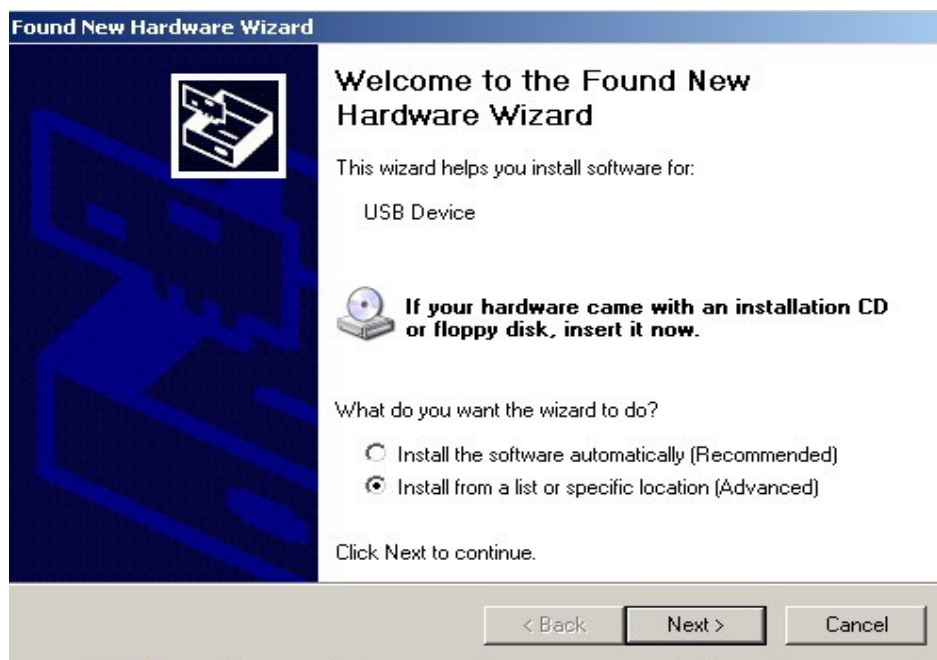 Found New Hardware Wizard
Welcome to the Found New
Hardware Wizard
This wizard helps you install software for:
USB Device
If your hardware came with an installation CD
or floppy disk, insert it now.
What do you want the wizard to do?
Install the software automatically (Recommended)
Install from a list or specific location (Advanced)
Click Next to continue.
< Back
Next >
Cancel